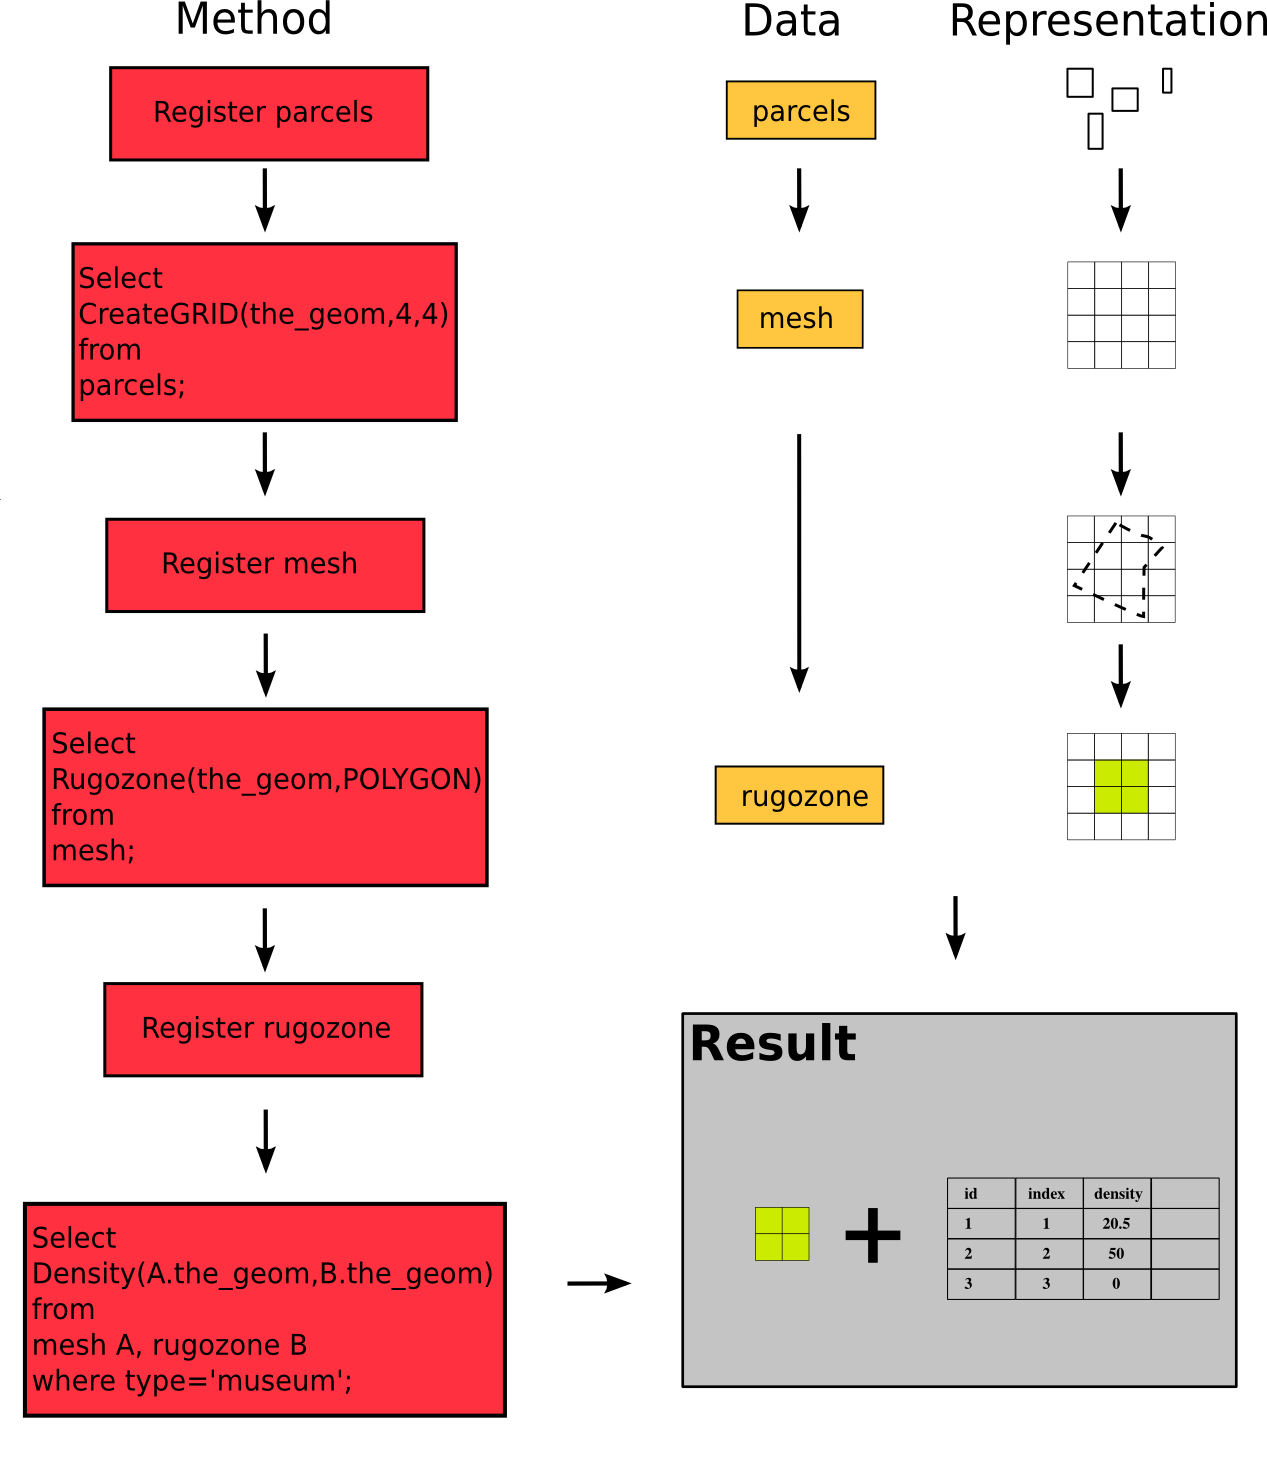 Method
Register parcels
Select
CreateGRID(the_geom,4,4)
from
parcels;
Register mesh
Select
Rugozone(the_geom,POLYGON)
from
mesh;
Register rugozone
Select
Density(A.the_geom,B.the_geom)
from
mesh A, rugozone B
where type='museum';
Data
parcels
mesh
rugozone
Representation
Result
id index density
1 1 20.5
2 2 50
3 3 0